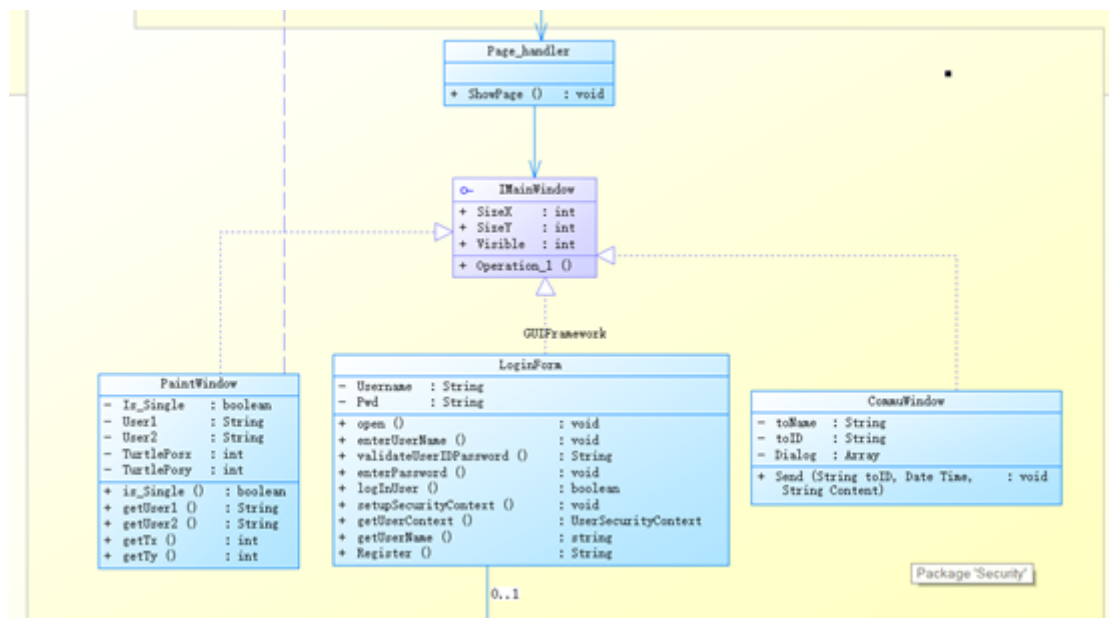 Page_handler
+ ShowPage () : void
IMainWindow
+ SizeX : int
+ SizeY : int
+ Visible : int
+ Operation_1 ()
GUIFramework
PaintWindow
- Is_Single : boolean
- User1 : String
- User2 : String
- TurtlePosx : int
- TurtlePosy : int
+ is_Single () : boolean
+ getUser1 () : String
+ getUser2 () : String
+ getTx () : int
+ getTy () : int
LoginForm
- Username : String
- Pwd : String
+ open () : void
+ enterUserName () : void
+ validateUserIDPassword () : String
+ enterPassword () : void
+ logInUser () : boolean
+ setupSecurityContext () : void
+ getUserContext () : UserSecurityContext
+ getUserName () : string
+ Register () : String
CommuWindow
- toName : String
- toID : String
- Dialog : Array
+ Send (String toID, Date Time, : void
String Content)
Package 'Security'
0..1